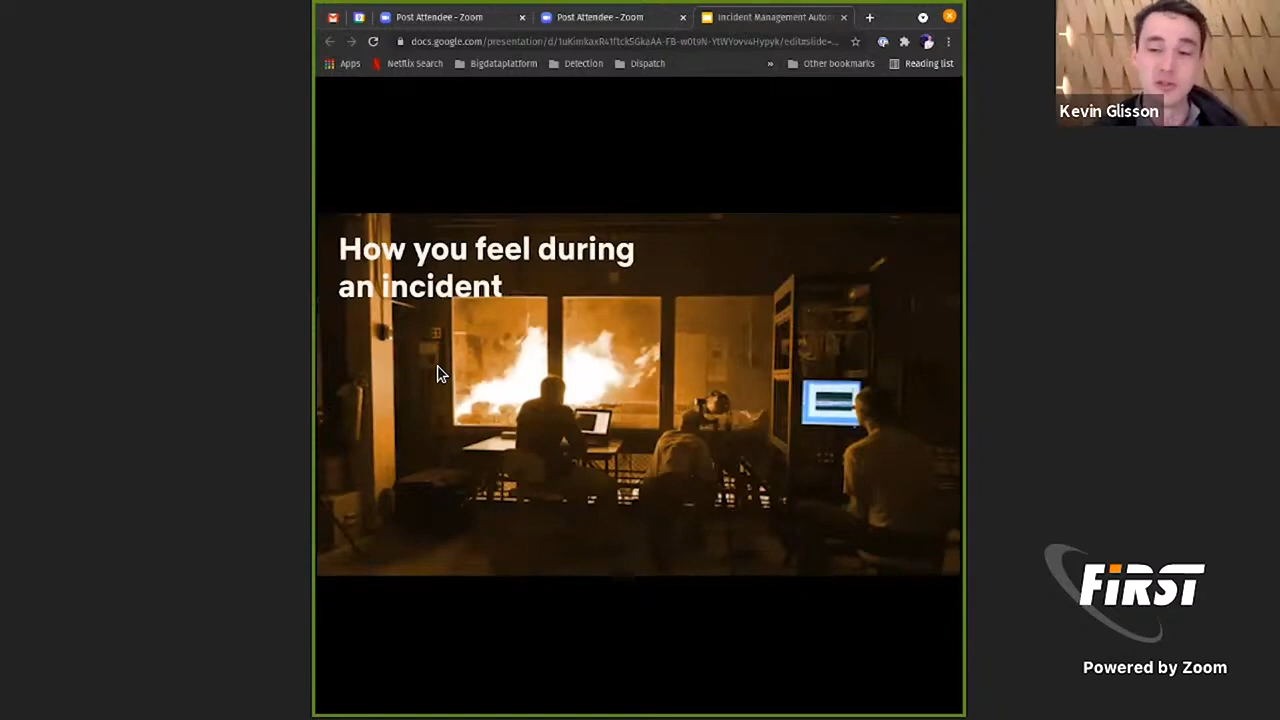 Post Attendee - Zoom
Post Attendee - Zoom
Incident Management Autom
Apps
Netflix Search
Bigdataplatform
Detection
Dispatch
»
Other bookmarks
Reading list
How you feel during
an incident
Kevin Glisson
FIRST
Powered by Zoom